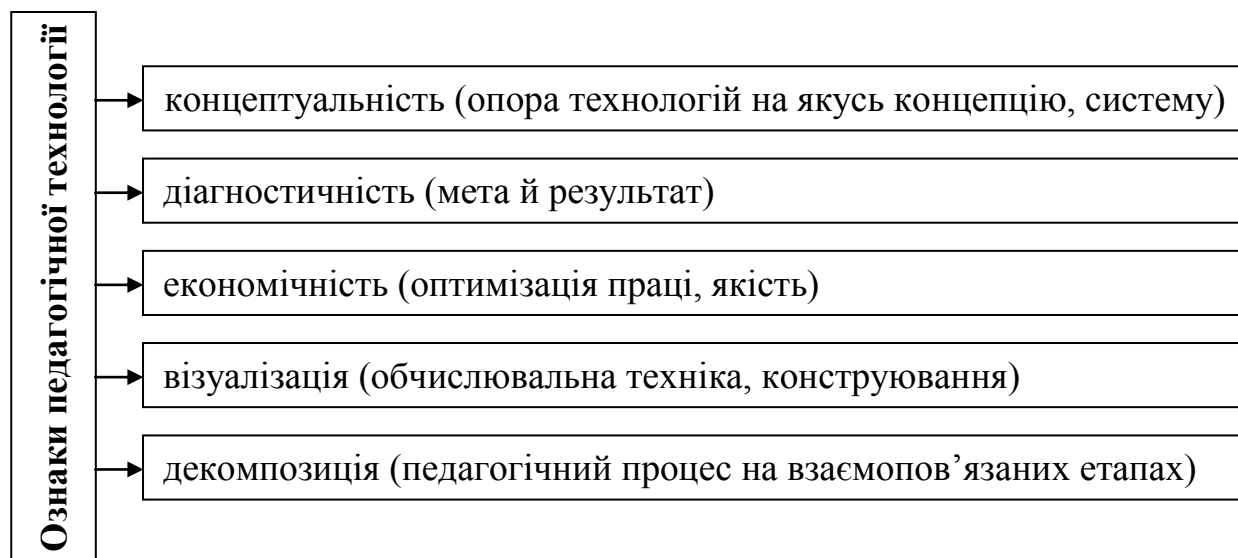 Ознаки педагогічної технології
концептуальність (опора технологій на якусь концепцію, систему)
діагностичність (мета й результат)
економічність (оптимізація праці, якість)
візуалізація (обчислювальна техніка, конструювання)
декомпозиція (педагогічний процес на взаємопов’язаних етапах)